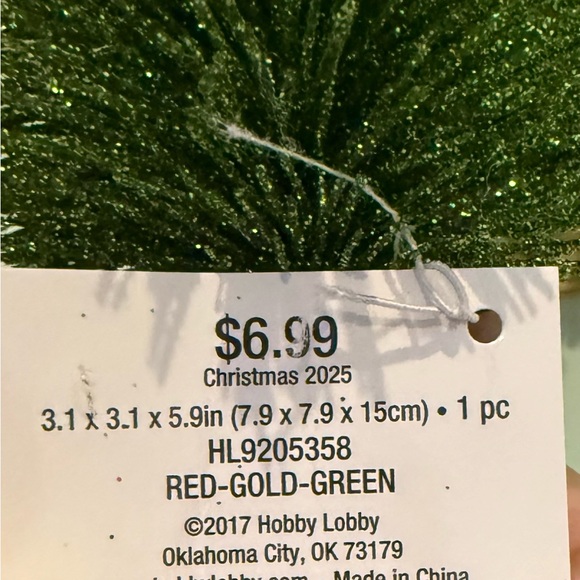 $6.99
Christmas 2025
3.1 x 3.1 x 5.9in (7.9 x 7.9 x 15cm) • 1 pc
HL9205358
RED-GOLD-GREEN
©2017 Hobby Lobby
Oklahoma City, OK 73179
Made in China